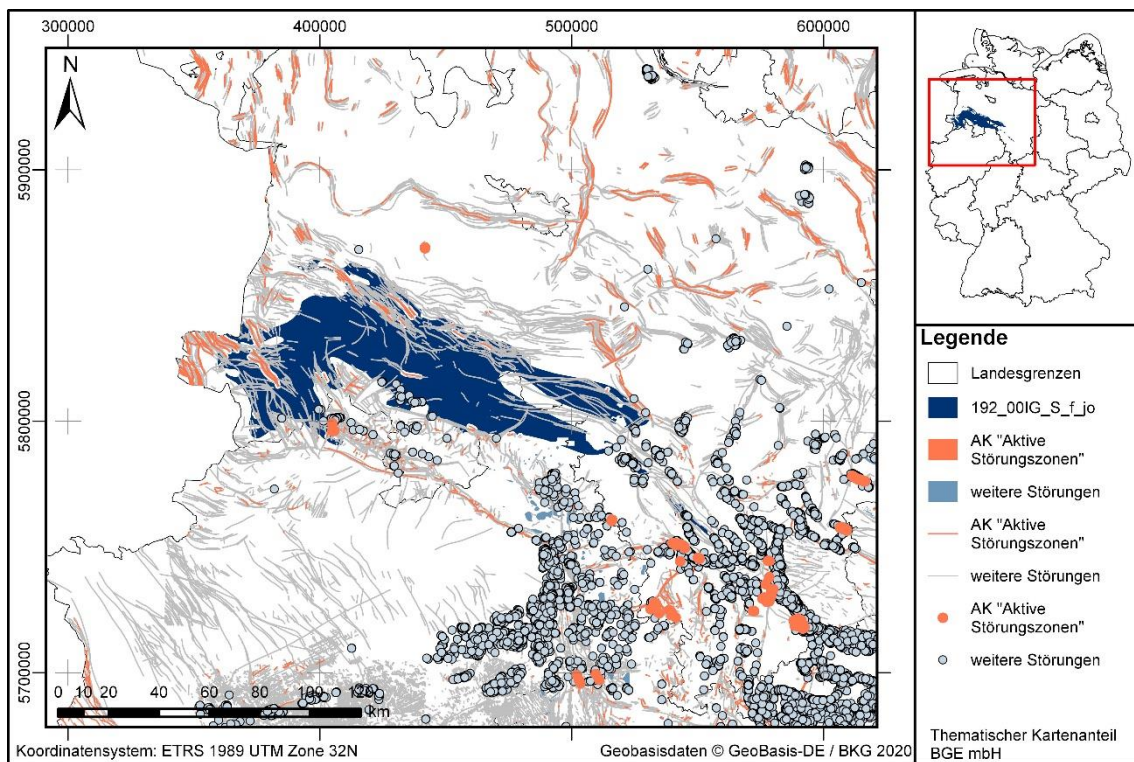 300000 400000 500000 600000
N
5900000
5800000
5700000
0 10 20 40 60 80 100 120
km
Koordinatensystem: ETRS 1989 UTM Zone 32N
Geobasisdaten © GeoBasis-DE / BKG 2020
Legende
Landesgrenzen
192_00IG_S_f_jo
AK "Aktive
Störungszonen"
weitere Störungen
AK "Aktive
Störungszonen"
weitere Störungen
AK "Aktive
Störungszonen"
weitere Störungen
Thematischer Kartenanteil
BGE mbH